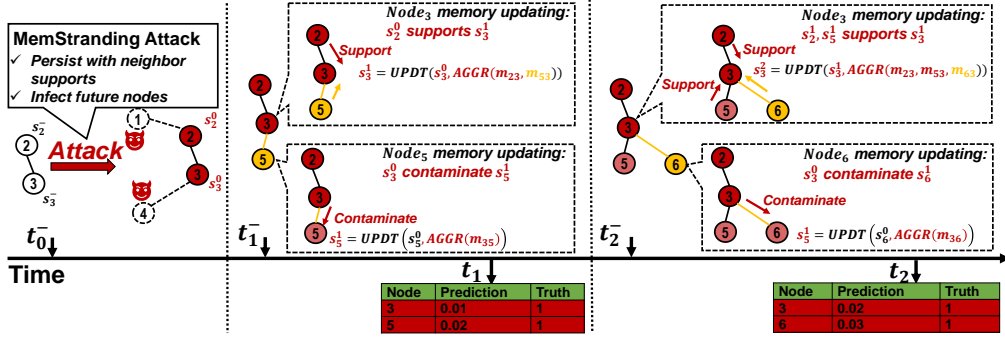 MemStranding Attack
✓ Persist with neighbor
supports
✓ Infect future nodes
s₂⁻
2
3
s₃⁻
Attack
1
s₂⁰
2
3
s₃⁰
4
t₀⁻
Time
2
3
5
t₁⁻
Node₃ memory updating:
s₂⁰ supports s₃¹
2
Support
3
s₃¹ = UPDT(s₃⁰, AGGR(m₂₃, m₅₃))
5
Node₅ memory updating:
s₃⁰ contaminate s₅¹
2
3
Contaminate
5
s₅¹ = UPDT(s₅⁰, AGGR(m₃₅))
t₁
Node Prediction Truth
3 0.01 1
5 0.02 1
2
3
5
6
t₂⁻
Node₃ memory updating:
s₂¹, s₅¹ supports s₃¹
2
Support
3
s₃² = UPDT(s₃¹, AGGR(m₂₃, m₅₃, m₆₃))
Support
5
6
Node₆ memory updating:
s₃⁰ contaminate s₆¹
2
3
Contaminate
5
6
s₅¹ = UPDT(s₆⁰, AGGR(m₃₆))
t₂
Node Prediction Truth
3 0.02 1
6 0.03 1